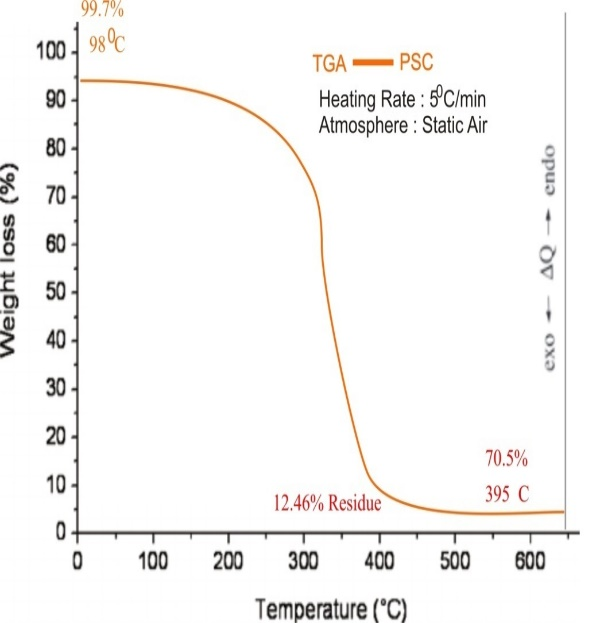 99.7%
98⁰C
TGA PSC
Heating Rate : 5⁰C/min
Atmosphere : Static Air
100
90
80
70
60
50
40
30
20
10
0
Weight loss (%)
exo ← ΔQ → endo
70.5%
395 C
12.46% Residue
0 100 200 300 400 500 600
Temperature (°C)